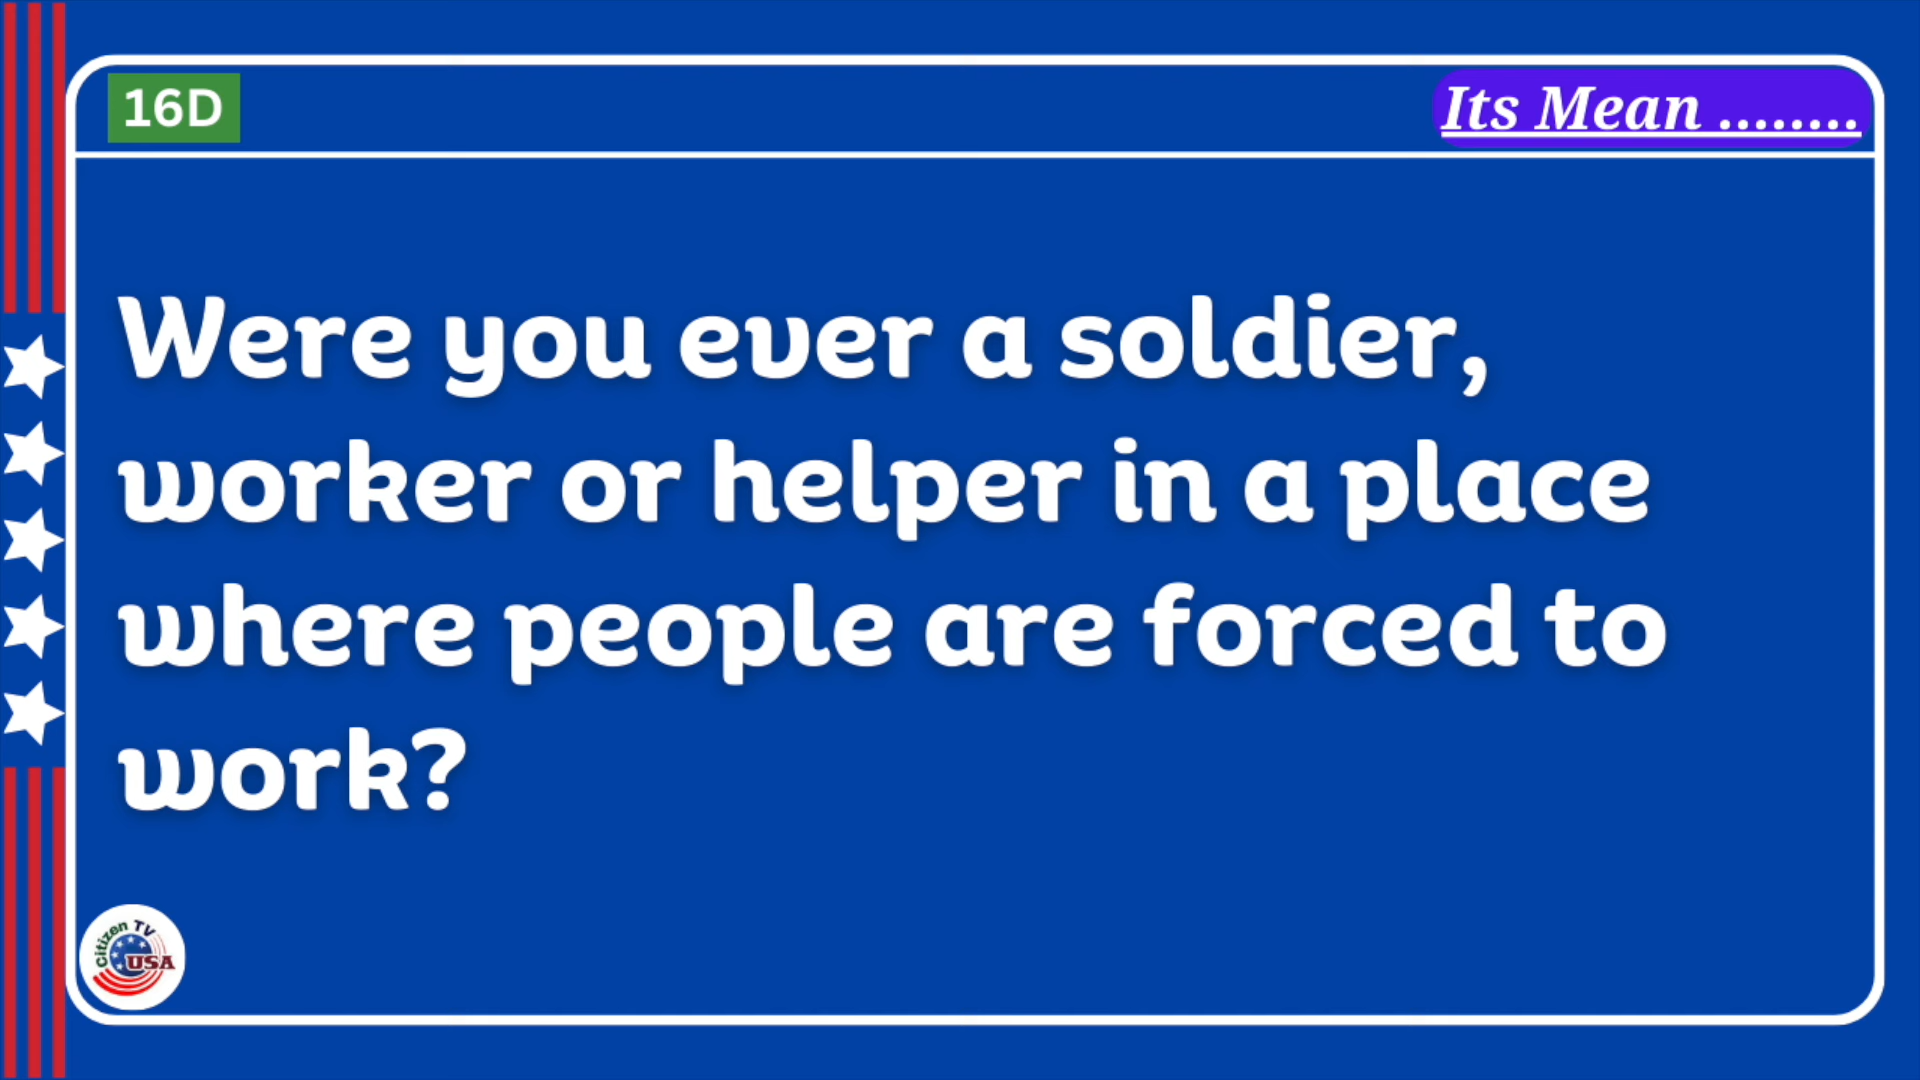 16D
Its Mean ........
Were you ever a soldier,
worker or helper in a place
where people are forced to
work?
Citizen TV
USA